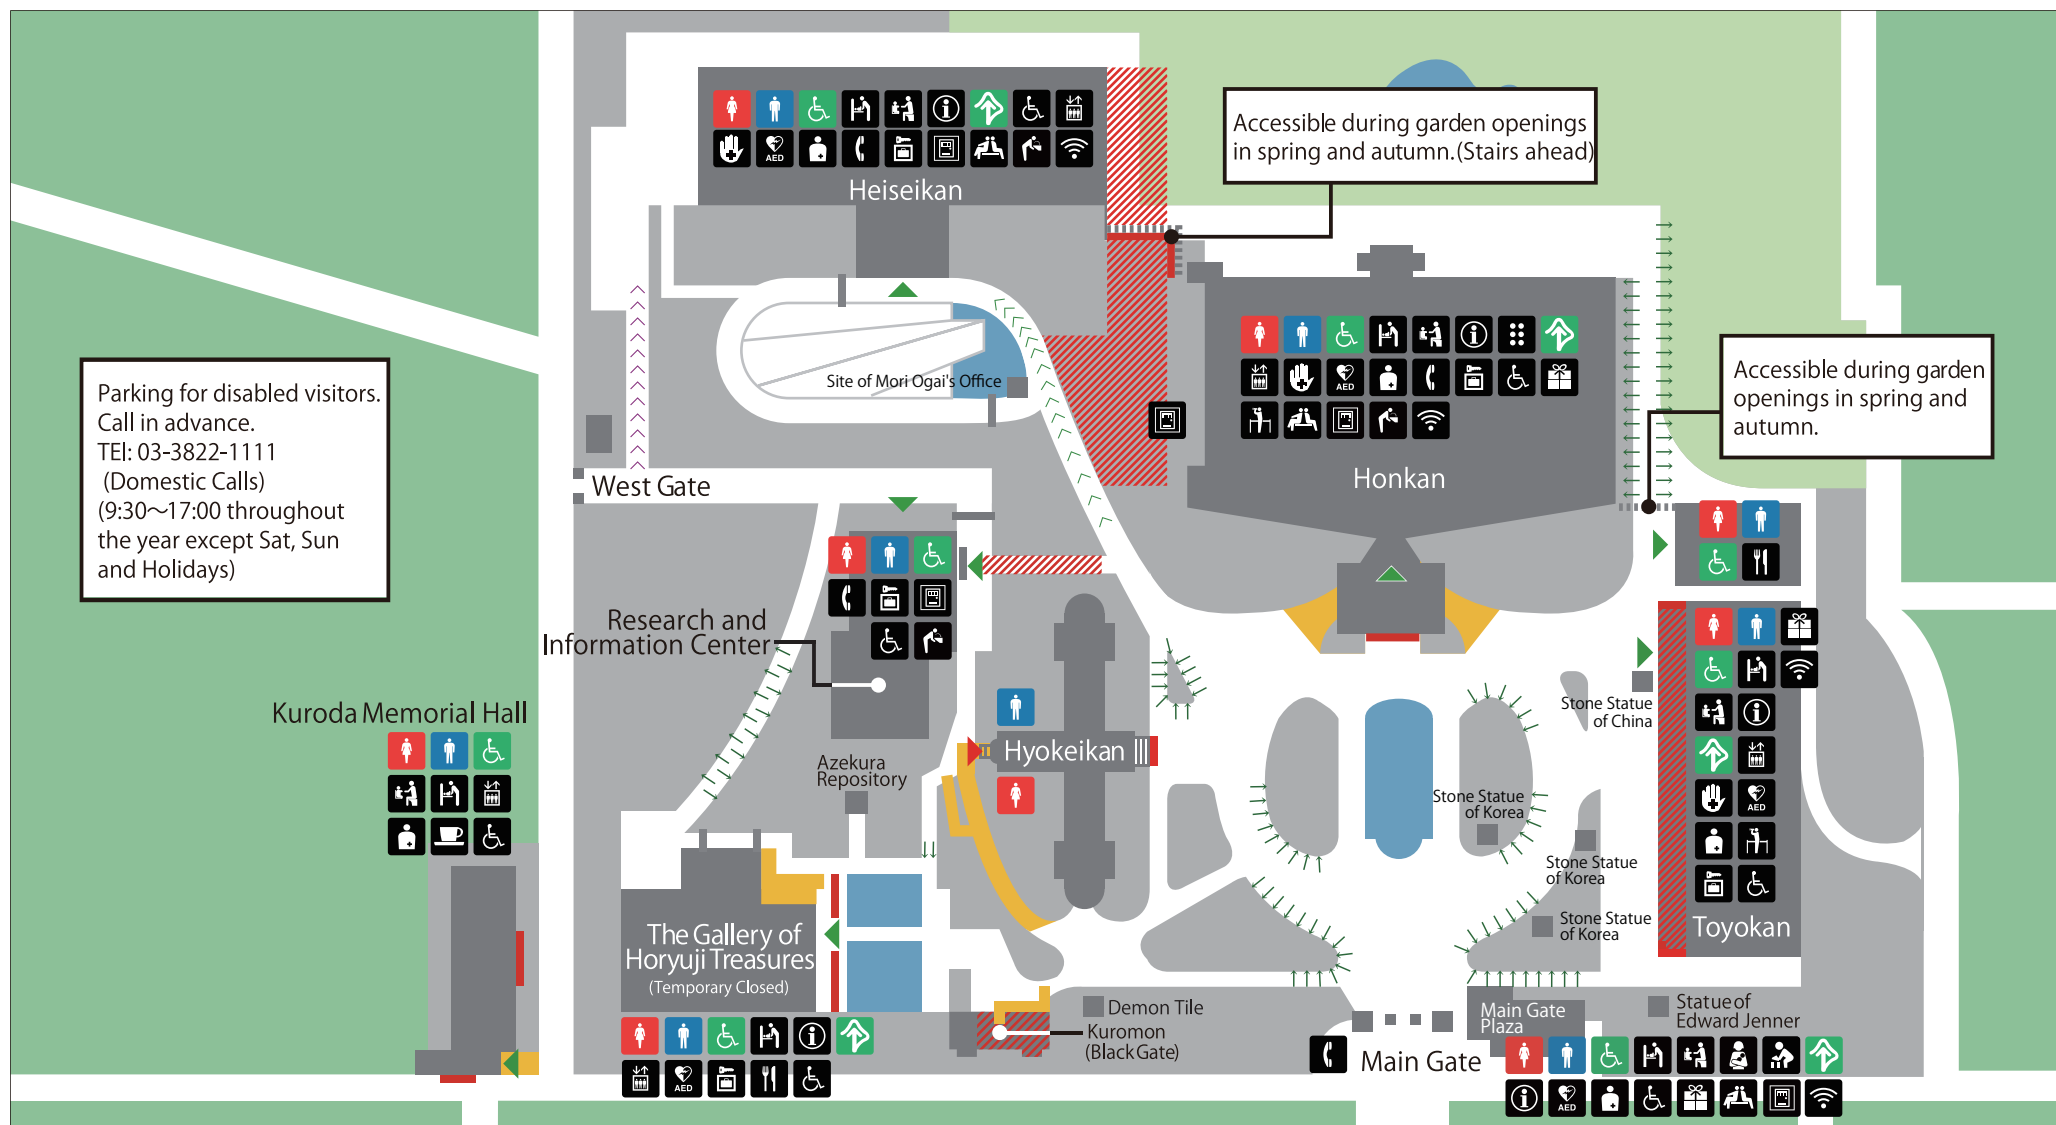 Heiseikan
AED
Accessible during garden openings
in spring and autumn.(Stairs ahead)
Site of Mori Ogai's Office
AED
Honkan
Accessible during garden
openings in spring and
autumn.
Parking for disabled visitors.
Call in advance.
TEl: 03-3822-1111
(Domestic Calls)
(9:30～17:00 throughout
the year except Sat, Sun
and Holidays)
West Gate
Research and
Information Center
Kuroda Memorial Hall
Azekura
Repository
Hyokeikan
Stone Statue
of China
Stone Statue
of Korea
Stone Statue
of Korea
Stone Statue
of Korea
AED
Toyokan
The Gallery of
Horyuji Treasures
(Temporary Closed)
AED
Demon Tile
Kuromon
(Black Gate)
Main Gate
Main Gate
Plaza
Statue of
Edward Jenner
AED